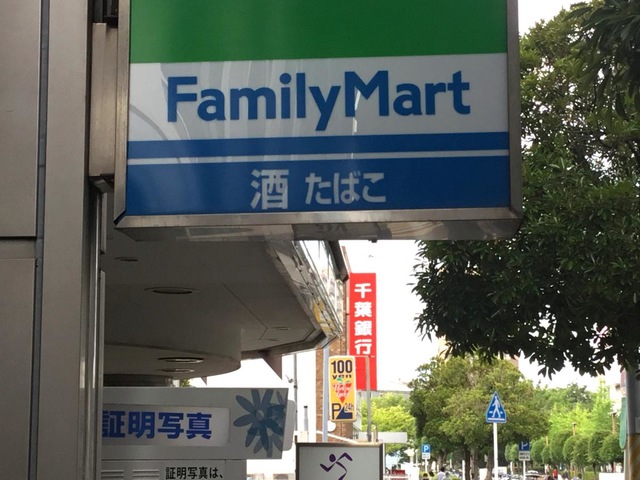 FamilyMart
酒 たばこ
千葉銀行
100
yen
P
証明写真
証明写真は、
P
P